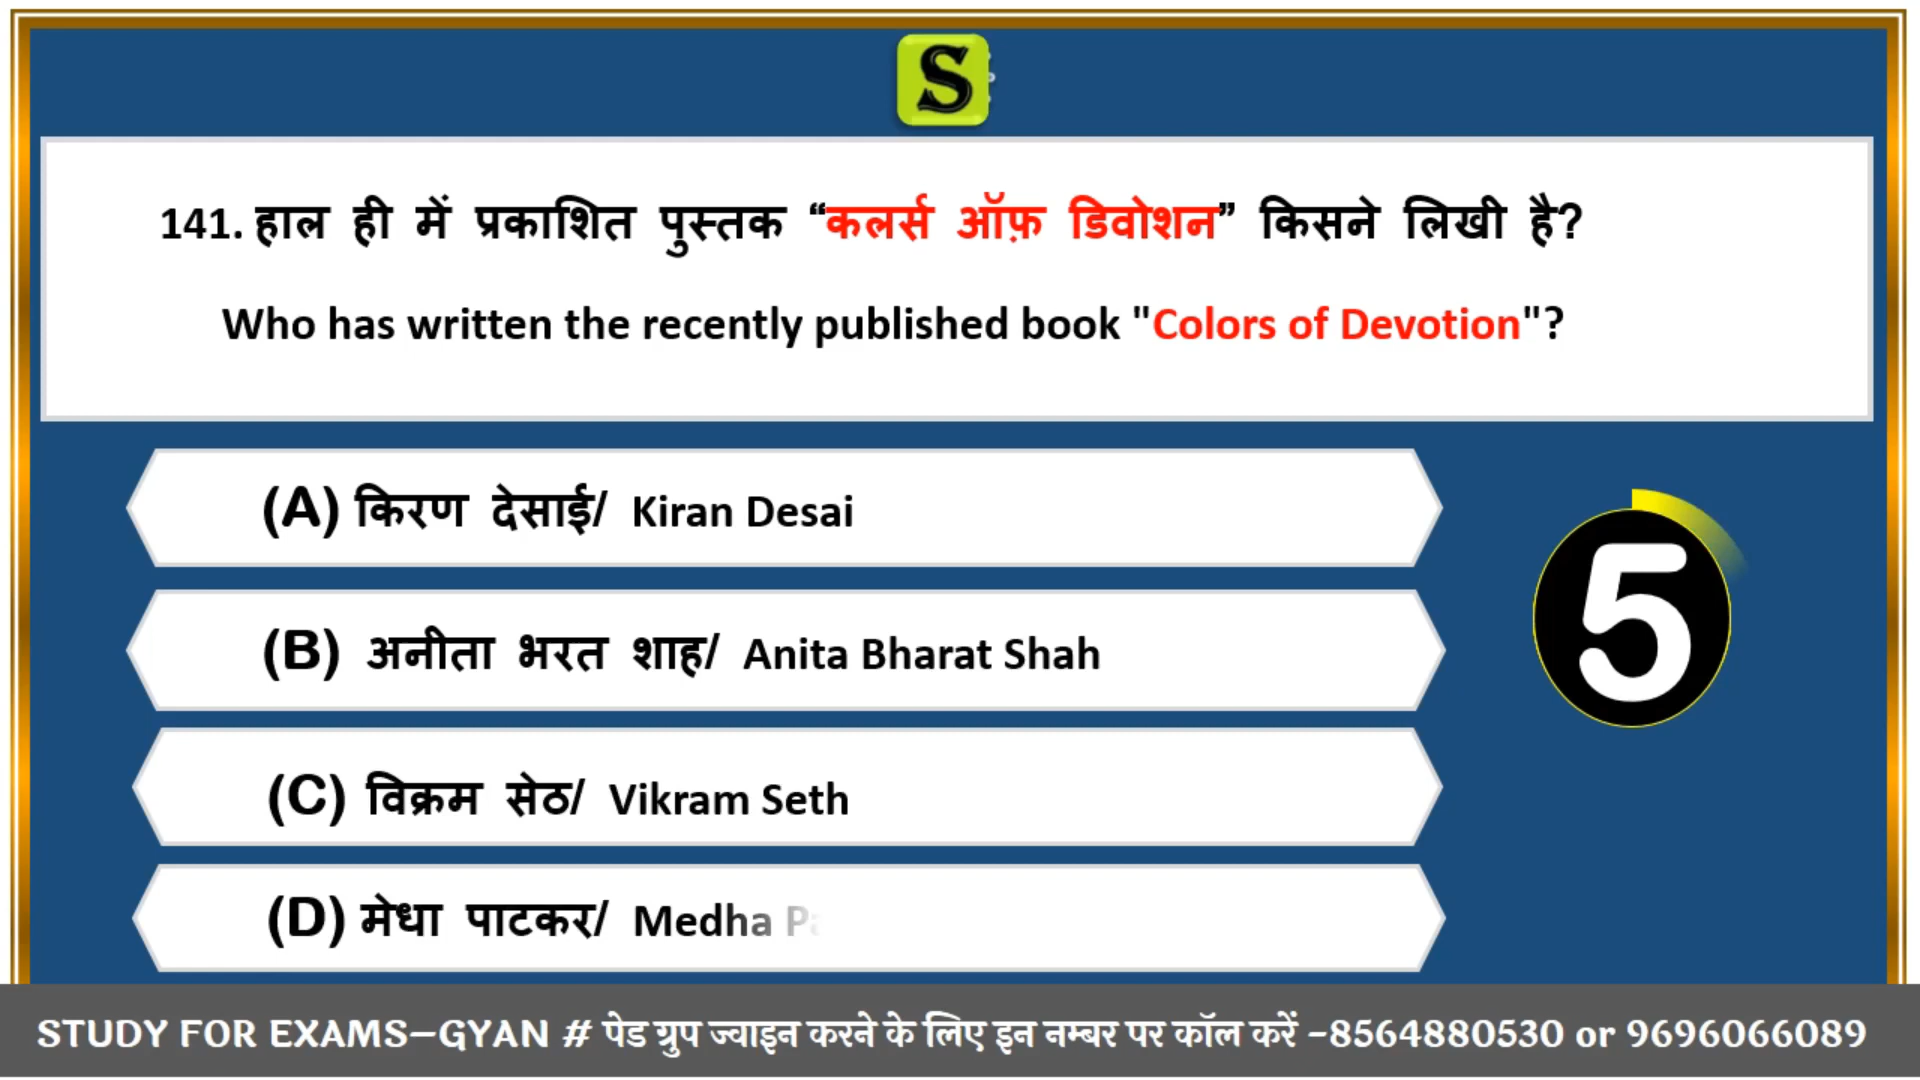 S
141. हाल ही में प्रकाशित पुस्तक “कलर्स ऑफ़ डिवोशन” किसने लिखी है?
Who has written the recently published book "Colors of Devotion"?
(A) किरण देसाई/ Kiran Desai
(B) अनीता भरत शाह/ Anita Bharat Shah
5
(C) विक्रम सेठ/ Vikram Seth
(D) मेधा पाटकर/ Medha
STUDY FOR EXAMS–GYAN # पेड ग्रुप ज्वाइन करने के लिए इन नम्बर पर कॉल करें –8564880530 or 9696066089